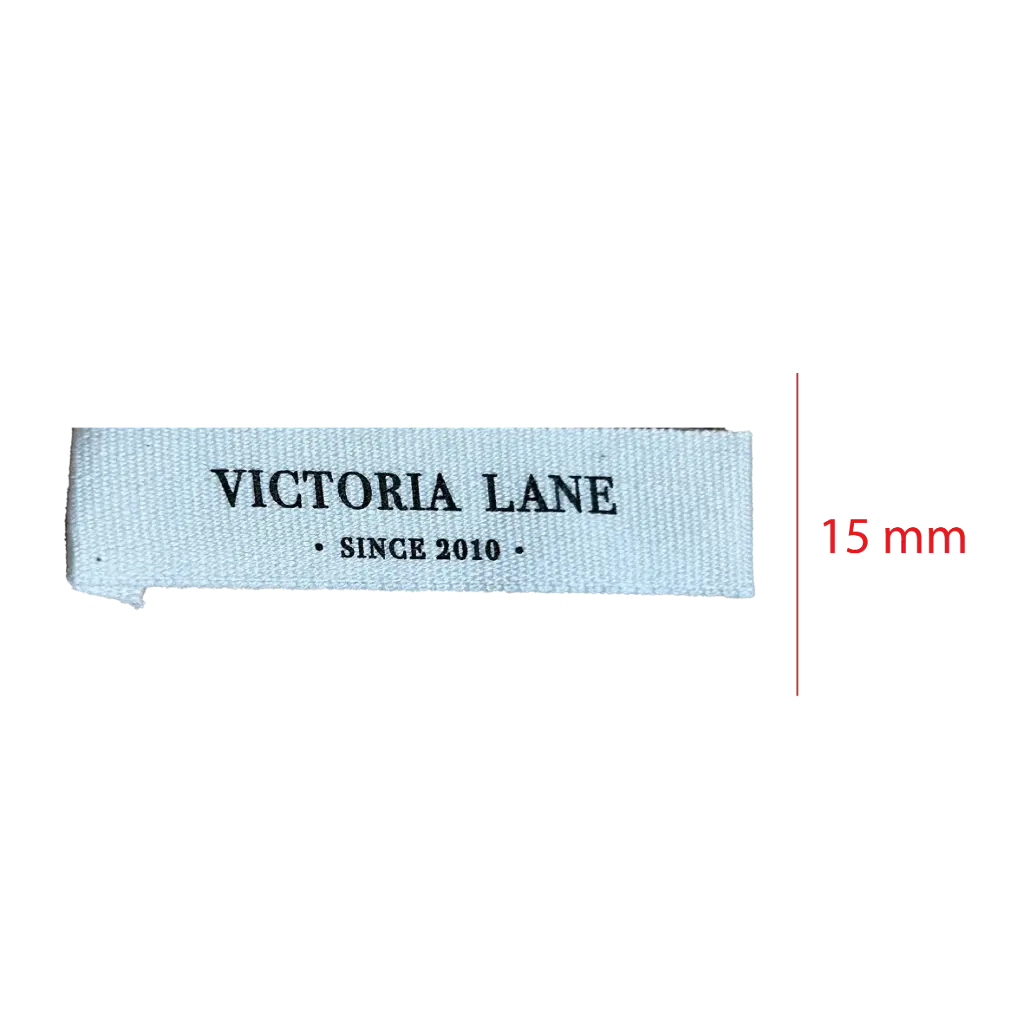 VICTORIA LANE
• SINCE 2010 •
15 mm